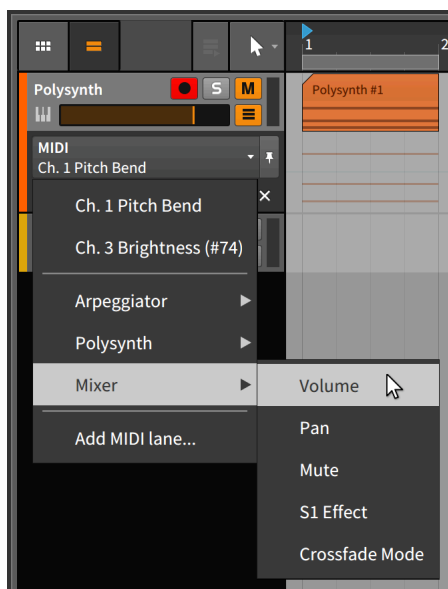 1
2
Polysynth
S
M
Polysynth #1
MIDI
Ch. 1 Pitch Bend
Ch. 1 Pitch Bend
Ch. 3 Brightness (#74)
Arpeggiator
Polysynth
Mixer
Add MIDI lane...
Volume
Pan
Mute
S1 Effect
Crossfade Mode